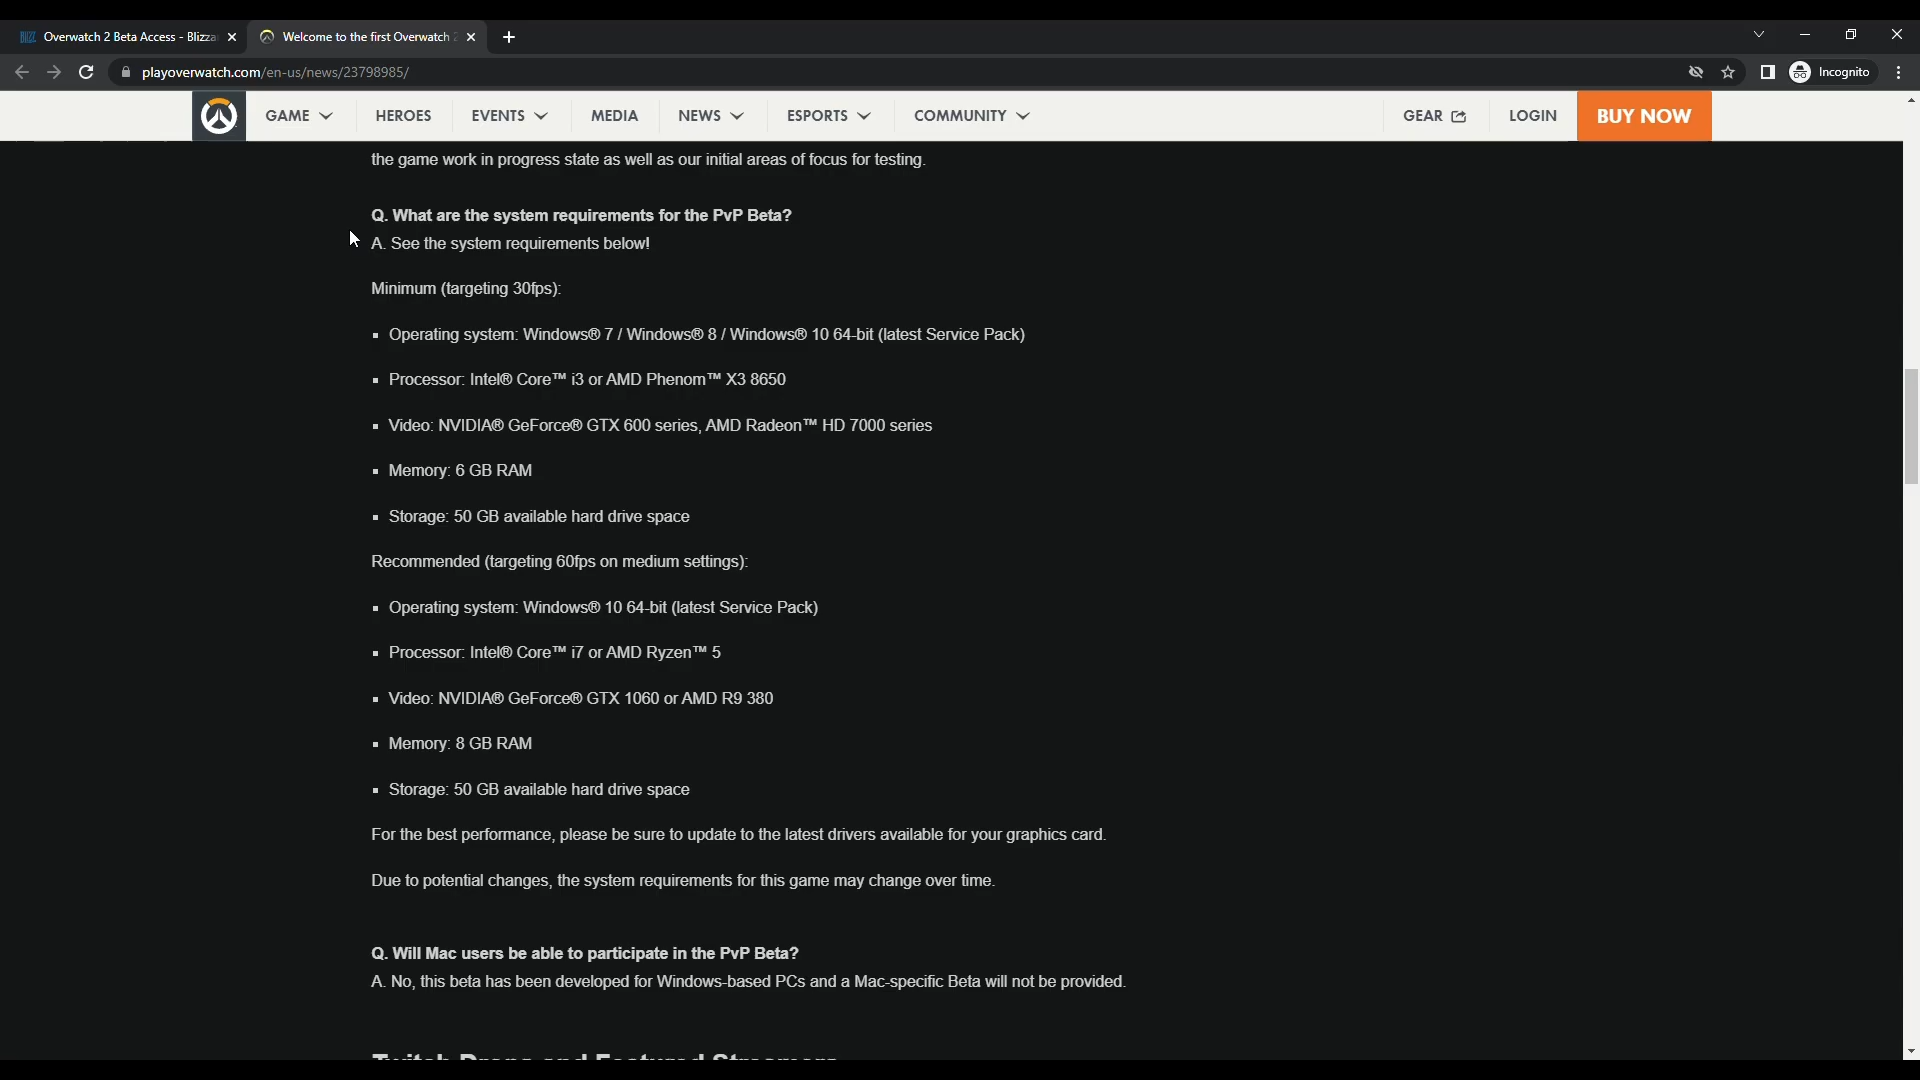 Overwatch 2 Beta Access - Blizza
Welcome to the first Overwatch 2
playoverwatch.com/en-us/news/23798985/
Incognito
GAME
HEROES
EVENTS
MEDIA
NEWS
ESPORTS
COMMUNITY
GEAR
LOGIN
BUY NOW
the game work in progress state as well as our initial areas of focus for testing.
Q. What are the system requirements for the PvP Beta?
A. See the system requirements below!
Minimum (targeting 30fps):
▪ Operating system: Windows® 7 / Windows® 8 / Windows® 10 64-bit (latest Service Pack)
▪ Processor: Intel® Core™ i3 or AMD Phenom™ X3 8650
▪ Video: NVIDIA® GeForce® GTX 600 series, AMD Radeon™ HD 7000 series
▪ Memory: 6 GB RAM
▪ Storage: 50 GB available hard drive space
Recommended (targeting 60fps on medium settings):
▪ Operating system: Windows® 10 64-bit (latest Service Pack)
▪ Processor: Intel® Core™ i7 or AMD Ryzen™ 5
▪ Video: NVIDIA® GeForce® GTX 1060 or AMD R9 380
▪ Memory: 8 GB RAM
▪ Storage: 50 GB available hard drive space
For the best performance, please be sure to update to the latest drivers available for your graphics card.
Due to potential changes, the system requirements for this game may change over time.
Q. Will Mac users be able to participate in the PvP Beta?
A. No, this beta has been developed for Windows-based PCs and a Mac-specific Beta will not be provided.
Twitch Drops and Featured Streamers